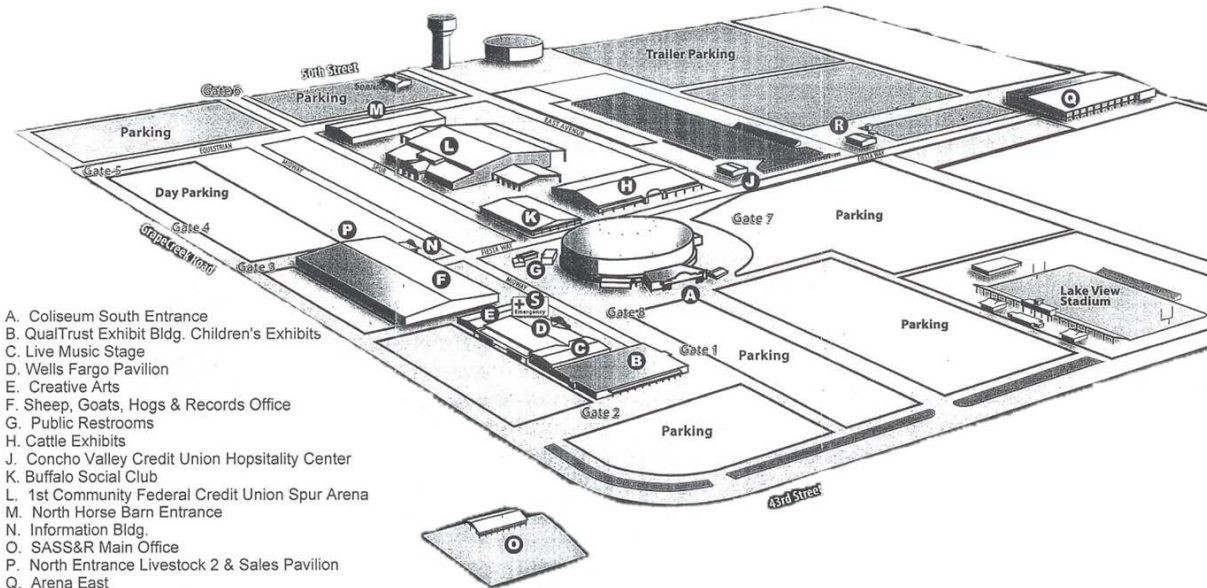 50th Street
Trailer Parking
Gate 6
Parking
M
Q
Parking
R
EAST AVENUE
L
EQUESTRIAN
MIDWAY
SPUR
FIESTA WAY
Gate 5
H
J
Day Parking
K
Gate 7
Parking
Gate 4
P
N
FIESTA WAY
GrapeCreek Road
Gate 3
G
F
MIDWAY
A
Lake View
Stadium
S
Emergency
E
Gate 8
Parking
D
C
Gate 1
B
Parking
Gate 2
Parking
43rd Street
O
A. Coliseum South Entrance
B. QualTrust Exhibit Bldg. Children's Exhibits
C. Live Music Stage
D. Wells Fargo Pavilion
E. Creative Arts
F. Sheep, Goats, Hogs & Records Office
G. Public Restrooms
H. Cattle Exhibits
J. Concho Valley Credit Union Hopsitality Center
K. Buffalo Social Club
L. 1st Community Federal Credit Union Spur Arena
M. North Horse Barn Entrance
N. Information Bldg.
O. SASS&R Main Office
P. North Entrance Livestock 2 & Sales Pavilion
Q. Arena East